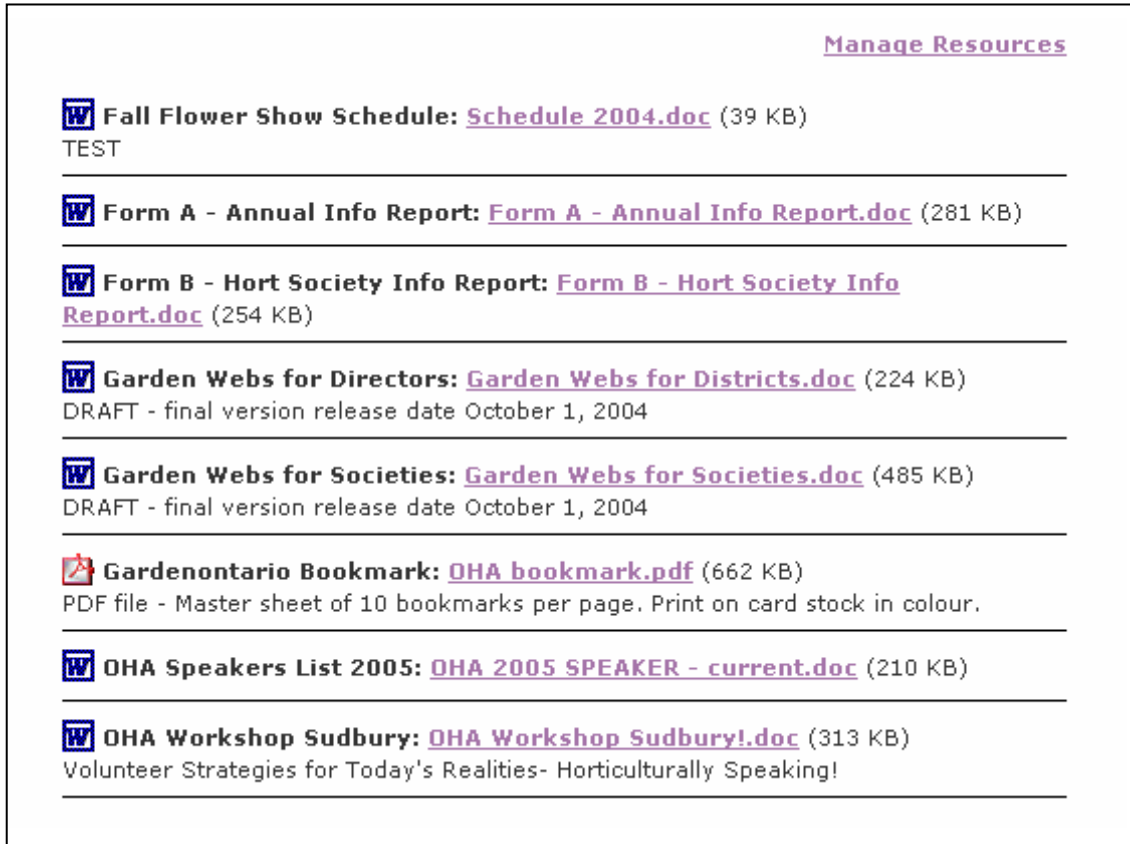 Manage Resources
Fall Flower Show Schedule: Schedule 2004.doc (39 KB)
TEST
Form A - Annual Info Report: Form A - Annual Info Report.doc (281 KB)
Form B - Hort Society Info Report: Form B - Hort Society Info
Report.doc (254 KB)
Garden Webs for Directors: Garden Webs for Districts.doc (224 KB)
DRAFT - final version release date October 1, 2004
Garden Webs for Societies: Garden Webs for Societies.doc (485 KB)
DRAFT - final version release date October 1, 2004
Gardenontario Bookmark: OHA bookmark.pdf (662 KB)
PDF file - Master sheet of 10 bookmarks per page. Print on card stock in colour.
OHA Speakers List 2005: OHA 2005 SPEAKER - current.doc (210 KB)
OHA Workshop Sudbury: OHA Workshop Sudbury!.doc (313 KB)
Volunteer Strategies for Today's Realities- Horticulturally Speaking!